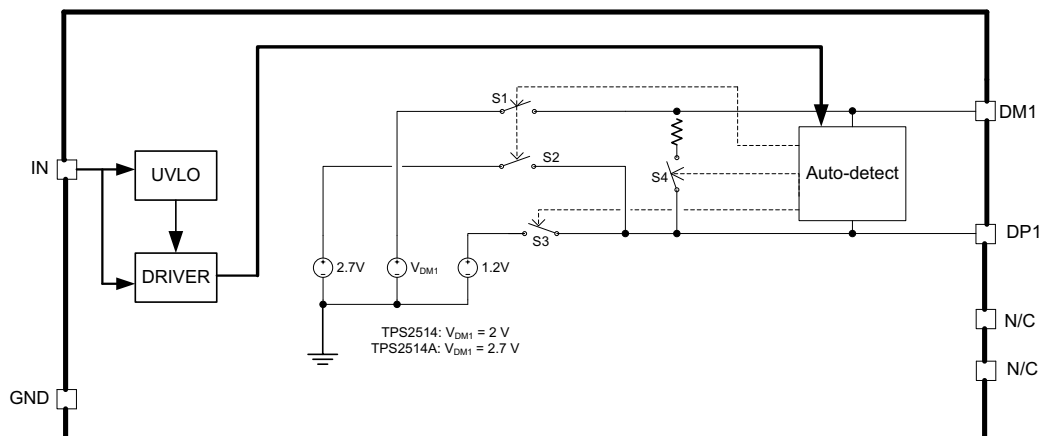 S1
DM1
S2
IN
UVLO
S4
Auto-detect
S3
DP1
DRIVER
2.7V
VDM1
1.2V
N/C
TPS2514: VDM1 = 2 V
TPS2514A: VDM1 = 2.7 V
N/C
GND